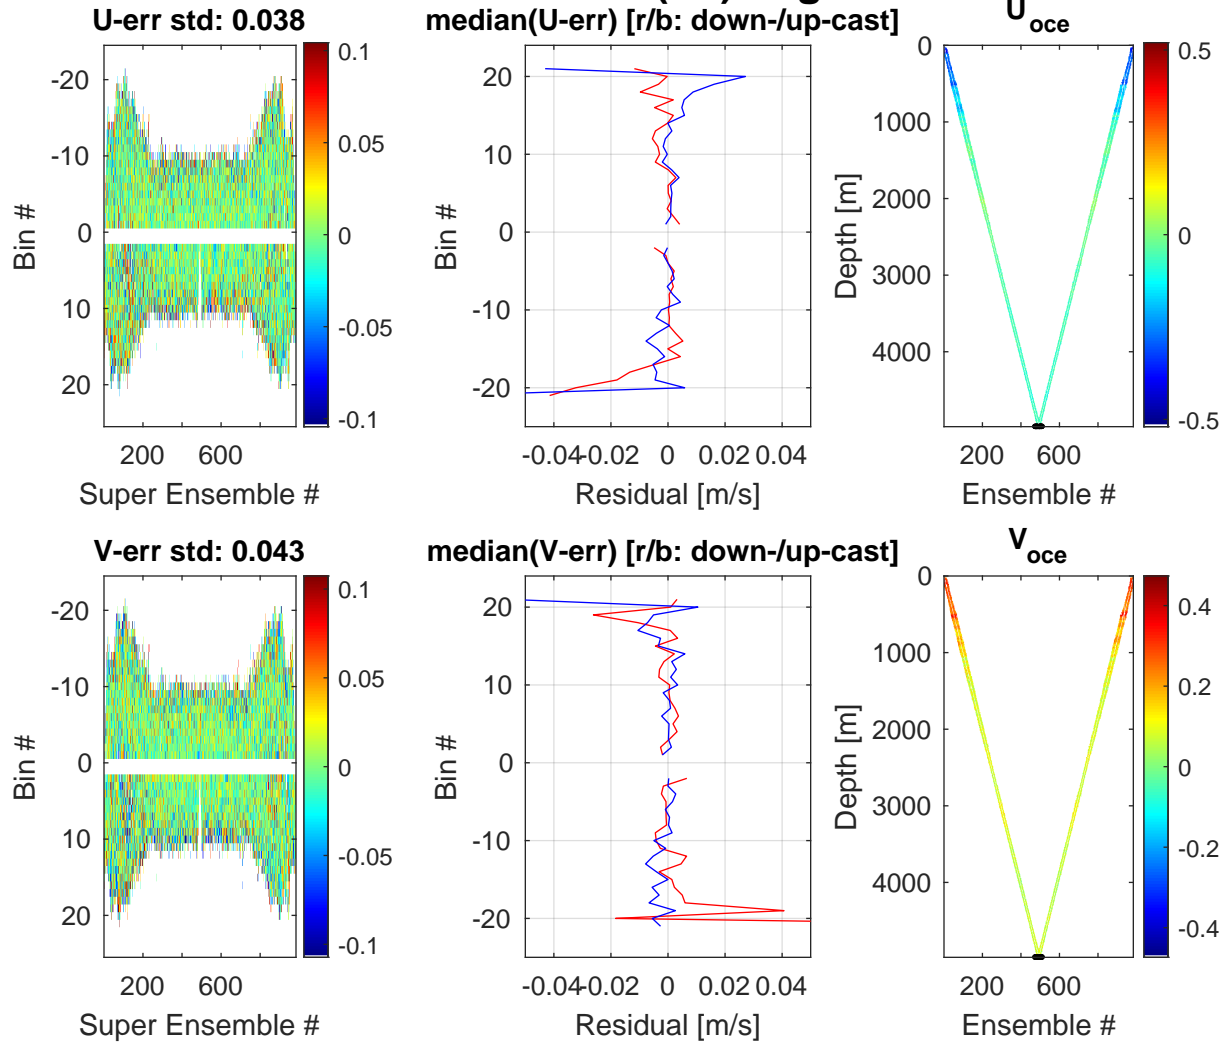 U-err std: 0.038
-20
-10
0
10
20
200 600
Bin #
Super Ensemble #
0.1
0.05
0
-0.05
-0.1
median(U-err) [r/b: down-/up-cast]
20
10
0
-10
-20
-0.04 -0.02 0 0.02 0.04
Bin #
Residual [m/s]
Uoce
0
1000
2000
3000
4000
200 600
Depth [m]
Ensemble #
0.5
0
-0.5
V-err std: 0.043
-20
-10
0
10
20
200 600
Bin #
Super Ensemble #
0.1
0.05
0
-0.05
-0.1
median(V-err) [r/b: down-/up-cast]
20
10
0
-10
-20
-0.04 -0.02 0 0.02 0.04
Bin #
Residual [m/s]
Voce
0
1000
2000
3000
4000
200 600
Depth [m]
Ensemble #
0.4
0.2
0
-0.2
-0.4